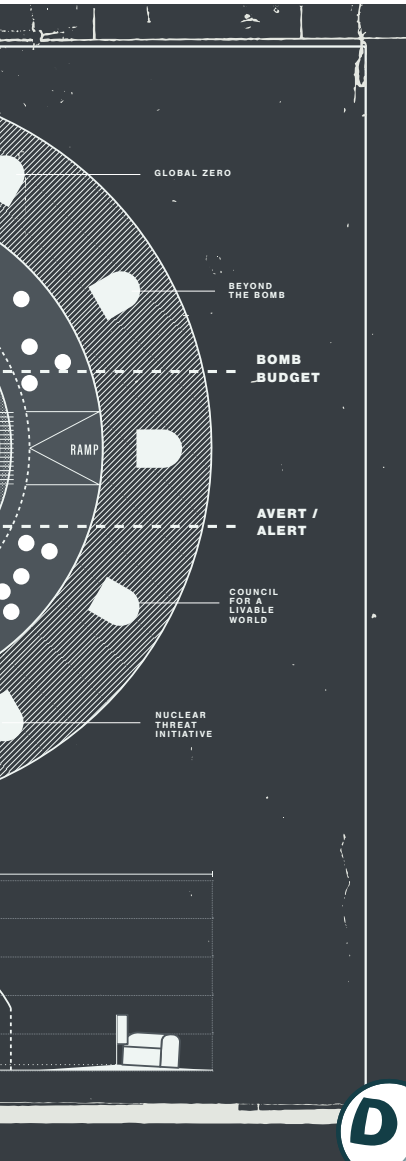 GLOBAL ZERO
BEYOND
THE BOMB
BOMB
BUDGET
RAMP
AVERT /
ALERT
COUNCIL
FOR A
LIVABLE
WORLD
NUCLEAR
THREAT
INITIATIVE
D